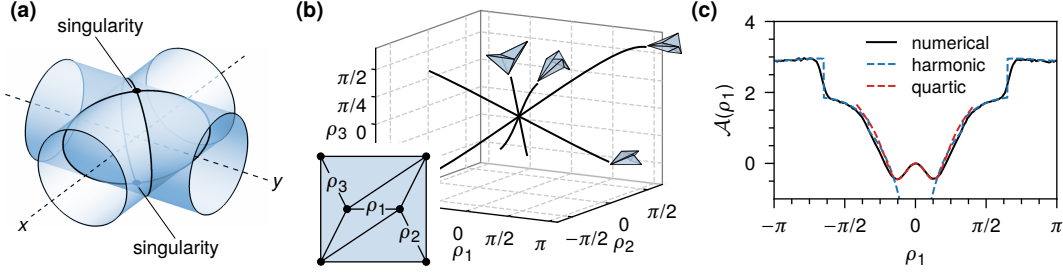 (a)
singularity
x
y
singularity
(b)
π/2
π/4
ρ3 0
ρ3
ρ1
ρ2
0
π/2
π
ρ1
−π/2
0
π/2
ρ2
(c)
numerical
harmonic
quartic
4
2
0
𝒜(ρ1)
−π
−π/2
0
π/2
π
ρ1